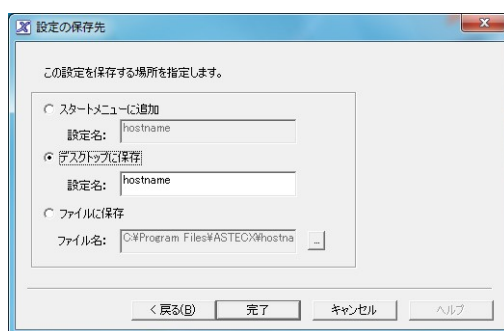 設定の保存先
この設定を保存する場所を指定します。
スタートメニューに追加
設定名: hostname
デスクトップに保存
設定名: hostname
ファイルに保存
ファイル名: C:¥Program Files¥ASTECX¥hostna ...
< 戻る(B) 完了 キャンセル ヘルプ